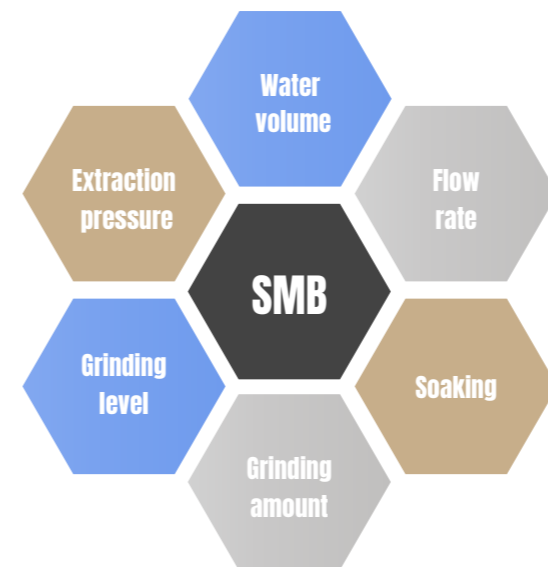 Water
volume
Extraction
pressure
Flow
rate
SMB
Grinding
level
Soaking
Grinding
amount